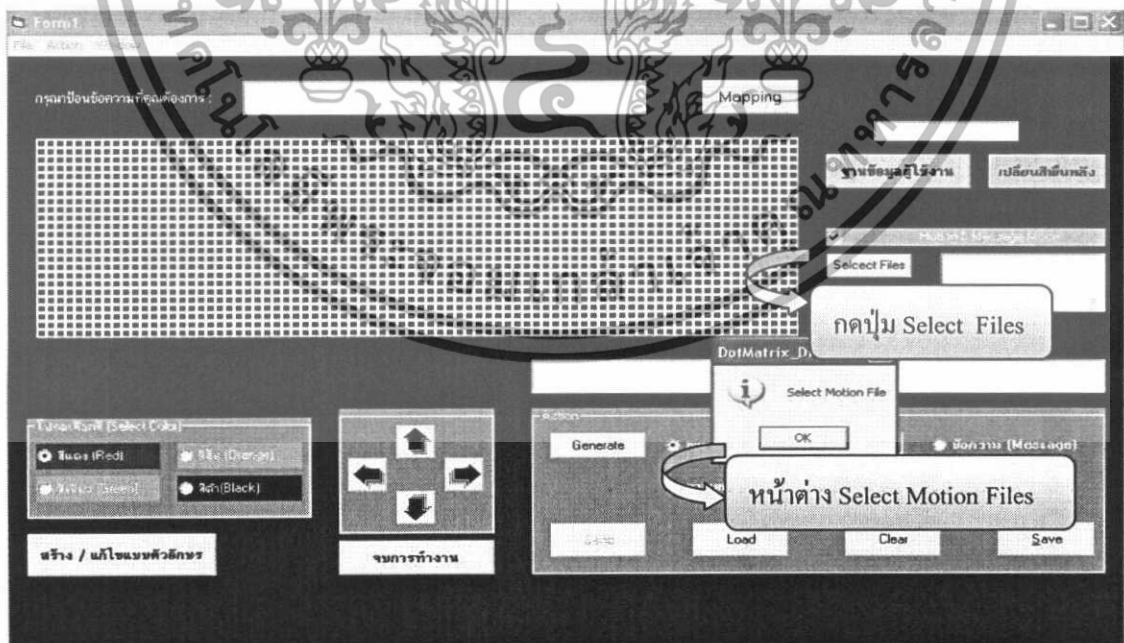 Form1
File Action Window
กรุณาป้อนข้อความที่คุณต้องการ :
Mapping
ฐานข้อมูลผู้ใช้งาน
เปลี่ยนสีพื้นหลัง
Selcect Files
กดปุ่ม Select Files
DotMatrix_Di
Select Motion File
OK
หน้าต่าง Select Motion Files
(Select Color)
สีแดง (Red)
สีส้ม (Orange)
สีเขียว (Green)
สีดำ(Black)
สร้าง / แก้ไขแบบตัวอักษร
จบการทำงาน
Action
Generate
ข้อความ (Message)
Load
Clear
Save